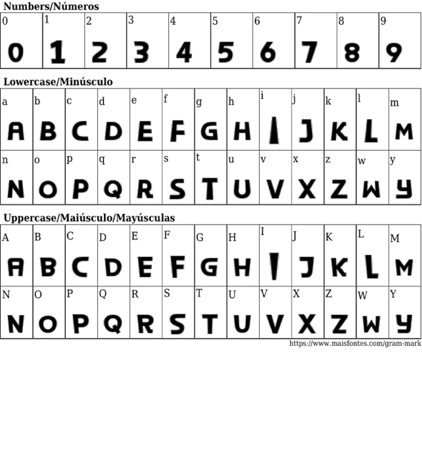 Numbers/Números
0 1 2 3 4 5 6 7 8 9
0 1 2 3 4 5 6 7 8 9
Lowercase/Minúsculo
a b c d e f g h i j k l m
A B C D E F G H I J K L M
n o p q r s t u v x z w y
N O P Q R S T U V X Z W Y
Uppercase/Maiúsculo/Mayúsculas
A B C D E F G H I J K L M
A B C D E F G H I J K L M
N O P Q R S T U V X Z W Y
N O P Q R S T U V X Z W Y
https://www.maisfontes.com/gram-mark